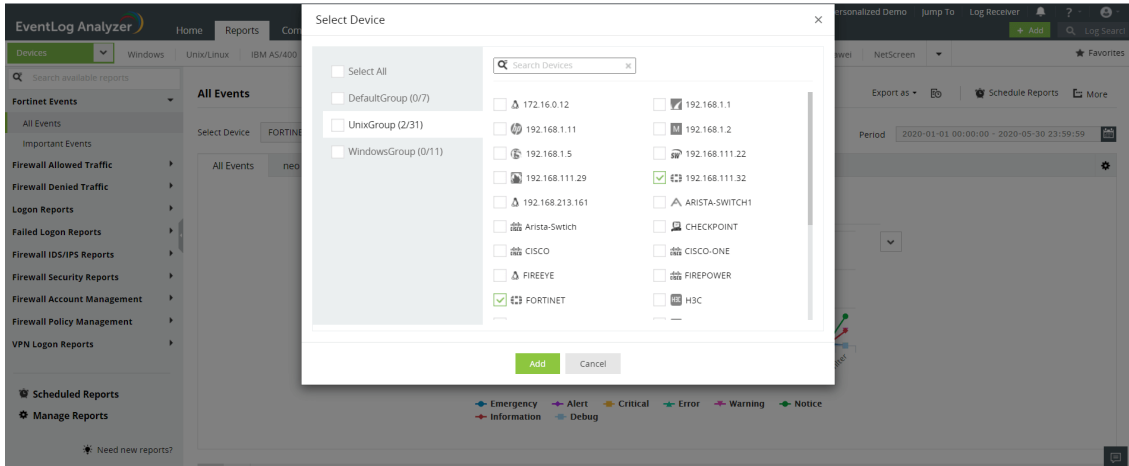 EventLog Analyzer
Home
Reports
Com
ersonalized Demo
Jump To
Log Receiver
?
+ Add
Log Searc
Devices
Windows
Unix/Linux
IBM AS/400
awei
NetScreen
Favorites
Search available reports
Fortinet Events
All Events
Important Events
Firewall Allowed Traffic
Firewall Denied Traffic
Logon Reports
Failed Logon Reports
Firewall IDS/IPS Reports
Firewall Security Reports
Firewall Account Management
Firewall Policy Management
VPN Logon Reports
Scheduled Reports
Manage Reports
Need new reports?
All Events
Export as
Schedule Reports
More
Select Device
FORTINE
Period
2020-01-01 00:00:00 - 2020-05-30 23:59:59
All Events
neo
Select Device
Select All
DefaultGroup (0/7)
UnixGroup (2/31)
WindowsGroup (0/11)
Search Devices
172.16.0.12
192.168.1.1
192.168.1.11
192.168.1.2
192.168.1.5
192.168.111.22
192.168.111.29
192.168.111.32
192.168.213.161
ARISTA-SWITCH1
Arista-Swtich
CHECKPOINT
CISCO
CISCO-ONE
FIREEYE
FIREPOWER
FORTINET
H3C
Add
Cancel
Emergency
Alert
Critical
Error
Warning
Notice
Information
Debug